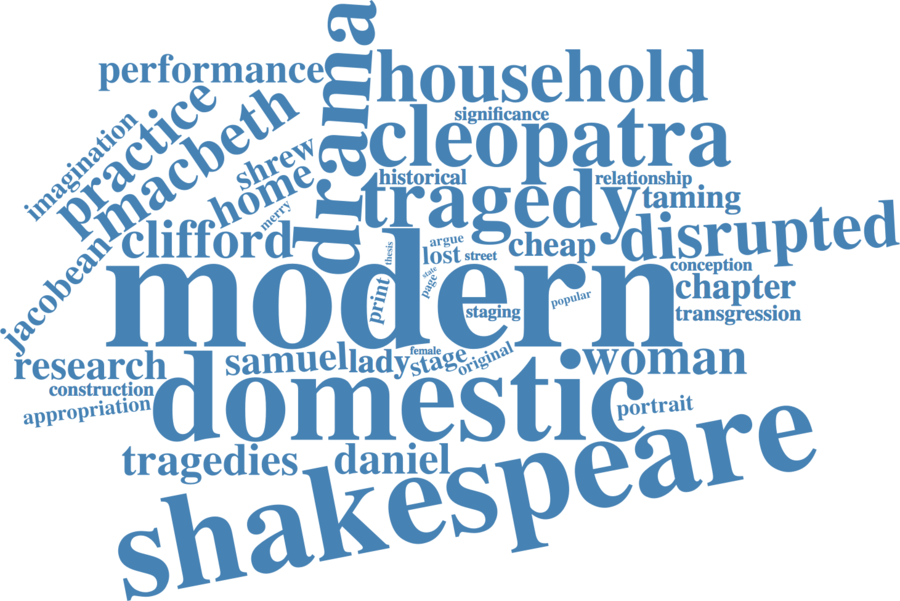 drama
performance
household
significance
practice
macbeth
imagination
cleopatra
shrew
home
historical
relationship
tragedy
taming
merry
disrupted
clifford
jacobean
argue
thesis
lost
street
cheap
conception
state
page
modern
print
staging
popular
chapter
transgression
research
samuel
lady
female
stage
original
woman
construction
domestic
appropriation
portrait
tragedies
daniel
shakespeare